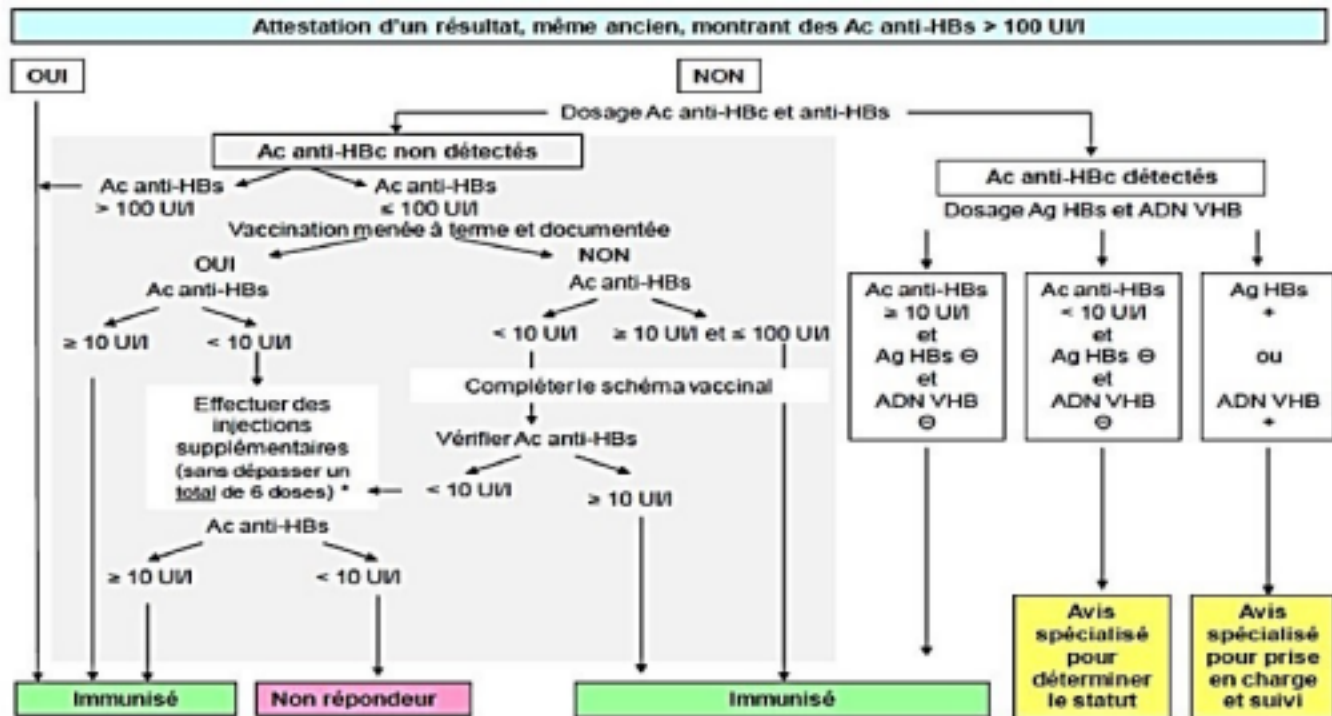 Attestation d'un résultat, même ancien, montrant des Ac anti-HBs > 100 UI/l
OUI
NON
Dosage Ac anti-HBc et anti-HBs
Ac anti-HBc non détectés
Ac anti-HBs
> 100 UI/l
Ac anti-HBs
≤ 100 UI/l
Vaccination menée à terme et documentée
OUI
Ac anti-HBs
≥ 10 UI/l
< 10 UI/l
Effectuer des
injections
supplémentaires
(sans dépasser un
total de 6 doses) *
Ac anti-HBs
≥ 10 UI/l
< 10 UI/l
NON
Ac anti-HBs
< 10 UI/l
≥ 10 UI/l et ≤ 100 UI/l
Compléter le schéma vaccinal
Vérifier Ac anti-HBs
< 10 UI/l
≥ 10 UI/l
Ac anti-HBc détectés
Dosage Ag HBs et ADN VHB
Ac anti-HBs
≥ 10 UI/l
et
Ag HBs ⊖
et
ADN VHB
⊖
Ac anti-HBs
< 10 UI/l
et
Ag HBs ⊖
et
ADN VHB
⊖
Ag HBs
+
ou
ADN VHB
+
Immunisé
Non répondeur
Immunisé
Avis
spécialisé
pour
déterminer
le statut
Avis
spécialisé
pour prise
en charge
et suivi